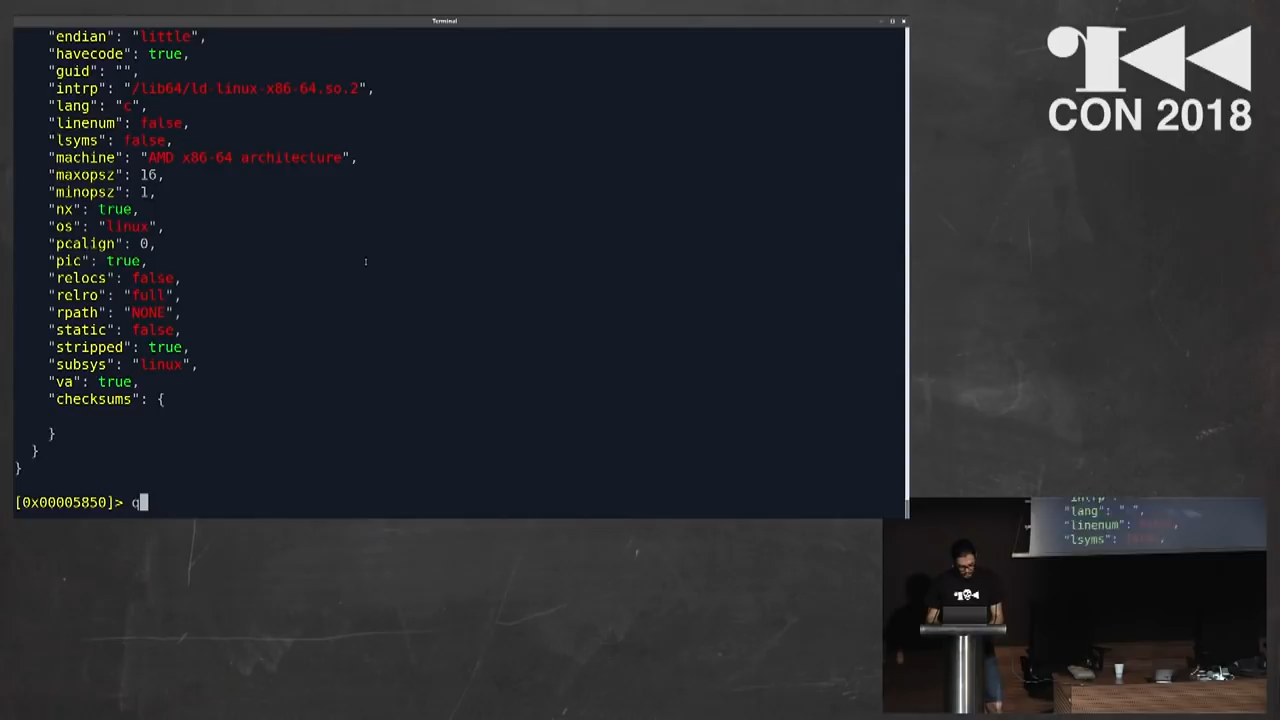 Terminal
"endian": "little",
"havecode": true,
"guid": "",
"intrp": "/lib64/ld-linux-x86-64.so.2",
"lang": "c",
"linenum": false,
"lsyms": false,
"machine": "AMD x86-64 architecture",
"maxopsz": 16,
"minopsz": 1,
"nx": true,
"os": "linux",
"pcalign": 0,
"pic": true,
"relocs": false,
"relro": "full",
"rpath": "NONE",
"static": false,
"stripped": true,
"subsys": "linux",
"va": true,
"checksums": {
}
}
}
[0x00005850]> q
CON 2018
"lang": " ",
"linenum":
"lsyms":